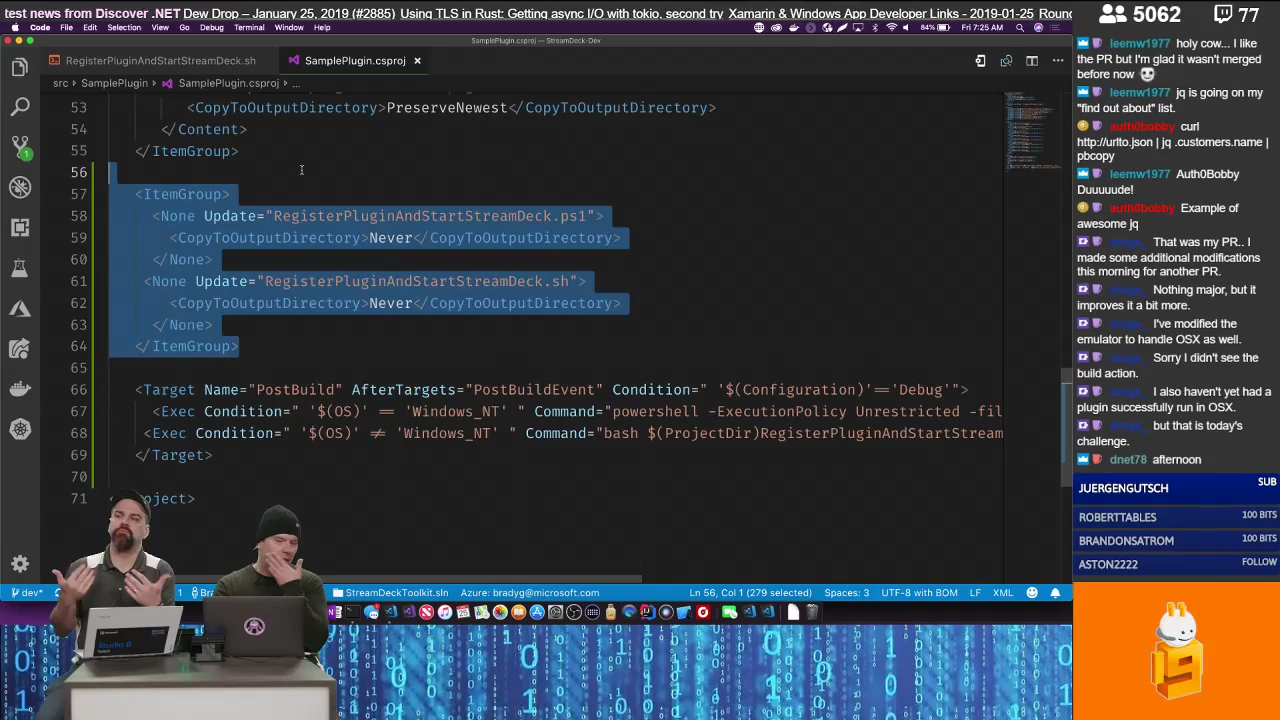 test news from Discover .NET Dew Drop – January 25, 2019 (#2885) Using TLS in Rust: Getting async I/O with tokio, second try Xamarin & Windows App Developer Links - 2019-01-25 Roun
5062 77
Code File Edit Selection View Go Debug Terminal Window Help 84% Fri 7:25 AM
SamplePlugin.csproj — StreamDeck-Dev
RegisterPluginAndStartStreamDeck.sh SamplePlugin.csproj ×
src › SamplePlugin › SamplePlugin.csproj › ...
53 <CopyToOutputDirectory>PreserveNewest</CopyToOutputDirectory>
54 </Content>
55 </ItemGroup>
56
57 <ItemGroup>
58 <None Update="RegisterPluginAndStartStreamDeck.ps1">
59 <CopyToOutputDirectory>Never</CopyToOutputDirectory>
60 </None>
61 <None Update="RegisterPluginAndStartStreamDeck.sh">
62 <CopyToOutputDirectory>Never</CopyToOutputDirectory>
63 </None>
64 </ItemGroup>
65
66 <Target Name="PostBuild" AfterTargets="PostBuildEvent" Condition=" '$(Configuration)'=='Debug'">
67 <Exec Condition=" '$(OS)' == 'Windows_NT' " Command="powershell -ExecutionPolicy Unrestricted -fil
68 <Exec Condition=" '$(OS)' ≠ 'Windows_NT' " Command="bash $(ProjectDir)RegisterPluginAndStartStream
69 </Target>
70
71 oject>
dev* 1 Bra StreamDeckToolkit.sln Azure: bradyg@microsoft.com Ln 56, Col 1 (279 selected) Spaces: 3 UTF-8 with BOM LF XML
Studio B
Twitch
leemw1977 holy cow... I like
the PR but I'm glad it wasn't merged
before now
leemw1977 jq is going on my
"find out about" list.
auth0bobby curl
http://urlto.json | jq .customers.name |
pbcopy
leemw1977 Auth0Bobby
Duuuude!
auth0bobby Example of
awesome jq
That was my PR.. I
made some additional modifications
this morning for another PR.
Nothing major, but it
improves it a bit more.
I've modified the
emulator to handle OSX as well.
Sorry I didn't see the
build action.
I also haven't yet had a
plugin successfully run in OSX.
but that is today's
challenge.
dnet78 afternoon
JUERGENGUTSCH SUB
ROBERTTABLES 100 BITS
BRANDONSATROM 100 BITS
ASTON2222 FOLLOW